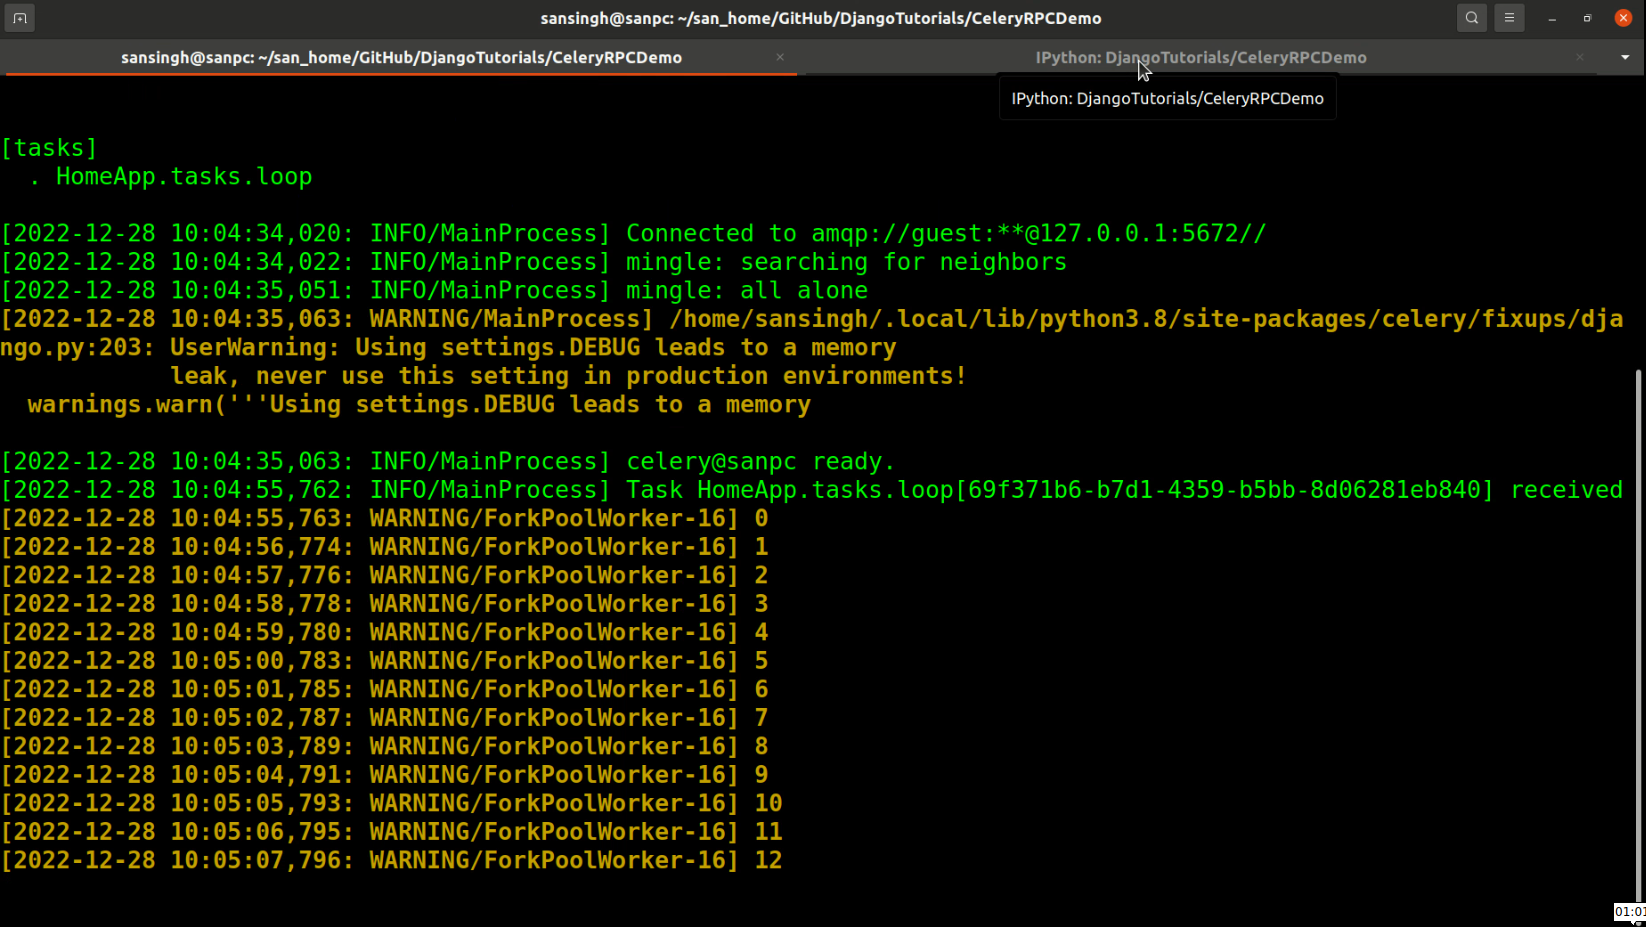 sansingh@sanpc: ~/san_home/GitHub/DjangoTutorials/CeleryRPCDemo
sansingh@sanpc: ~/san_home/GitHub/DjangoTutorials/CeleryRPCDemo
IPython: DjangoTutorials/CeleryRPCDemo
IPython: DjangoTutorials/CeleryRPCDemo
[tasks]
  . HomeApp.tasks.loop
[2022-12-28 10:04:34,020: INFO/MainProcess] Connected to amqp://guest:**@127.0.0.1:5672//
[2022-12-28 10:04:34,022: INFO/MainProcess] mingle: searching for neighbors
[2022-12-28 10:04:35,051: INFO/MainProcess] mingle: all alone
[2022-12-28 10:04:35,063: WARNING/MainProcess] /home/sansingh/.local/lib/python3.8/site-packages/celery/fixups/dja
ngo.py:203: UserWarning: Using settings.DEBUG leads to a memory
            leak, never use this setting in production environments!
  warnings.warn('''Using settings.DEBUG leads to a memory
[2022-12-28 10:04:35,063: INFO/MainProcess] celery@sanpc ready.
[2022-12-28 10:04:55,762: INFO/MainProcess] Task HomeApp.tasks.loop[69f371b6-b7d1-4359-b5bb-8d06281eb840] received
[2022-12-28 10:04:55,763: WARNING/ForkPoolWorker-16] 0
[2022-12-28 10:04:56,774: WARNING/ForkPoolWorker-16] 1
[2022-12-28 10:04:57,776: WARNING/ForkPoolWorker-16] 2
[2022-12-28 10:04:58,778: WARNING/ForkPoolWorker-16] 3
[2022-12-28 10:04:59,780: WARNING/ForkPoolWorker-16] 4
[2022-12-28 10:05:00,783: WARNING/ForkPoolWorker-16] 5
[2022-12-28 10:05:01,785: WARNING/ForkPoolWorker-16] 6
[2022-12-28 10:05:02,787: WARNING/ForkPoolWorker-16] 7
[2022-12-28 10:05:03,789: WARNING/ForkPoolWorker-16] 8
[2022-12-28 10:05:04,791: WARNING/ForkPoolWorker-16] 9
[2022-12-28 10:05:05,793: WARNING/ForkPoolWorker-16] 10
[2022-12-28 10:05:06,795: WARNING/ForkPoolWorker-16] 11
[2022-12-28 10:05:07,796: WARNING/ForkPoolWorker-16] 12
01:01